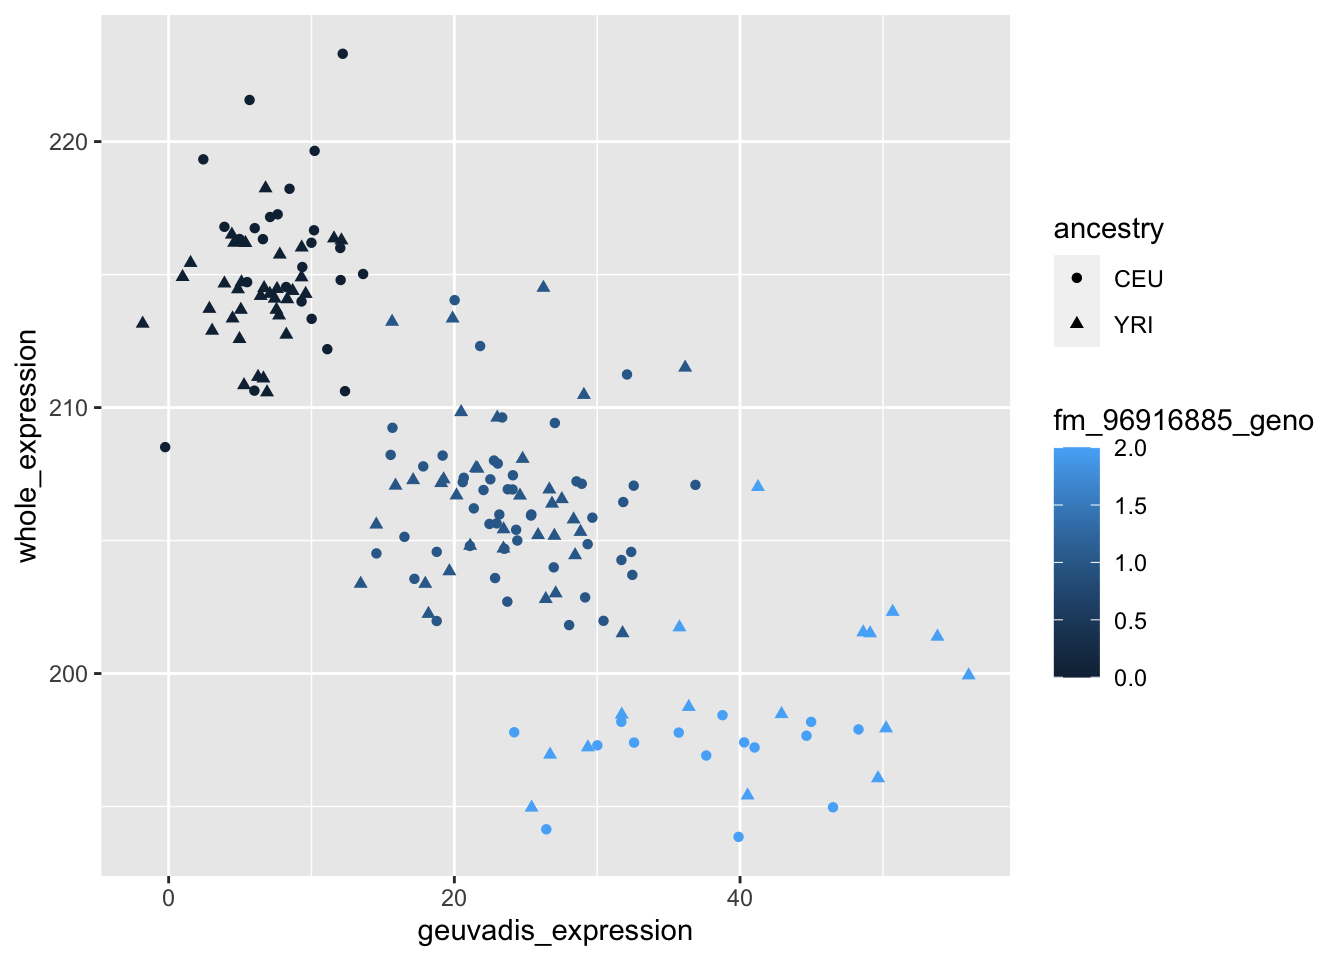 220
210
200
0
20
40
geuvadis_expression
whole_expression
ancestry
CEU
YRI
fm_96916885_geno
2.0
1.5
1.0
0.5
0.0